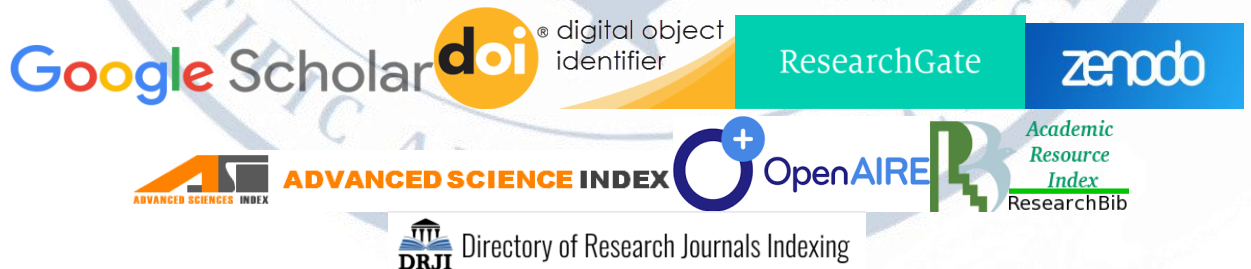 Google Scholar
doi
® digital object
identifier
ResearchGate
zenodo
ASI
ADVANCED SCIENCES INDEX
ADVANCED SCIENCE INDEX
+
OpenAIRE
R
Academic
Resource
Index
ResearchBib
DRJI
Directory of Research Journals Indexing